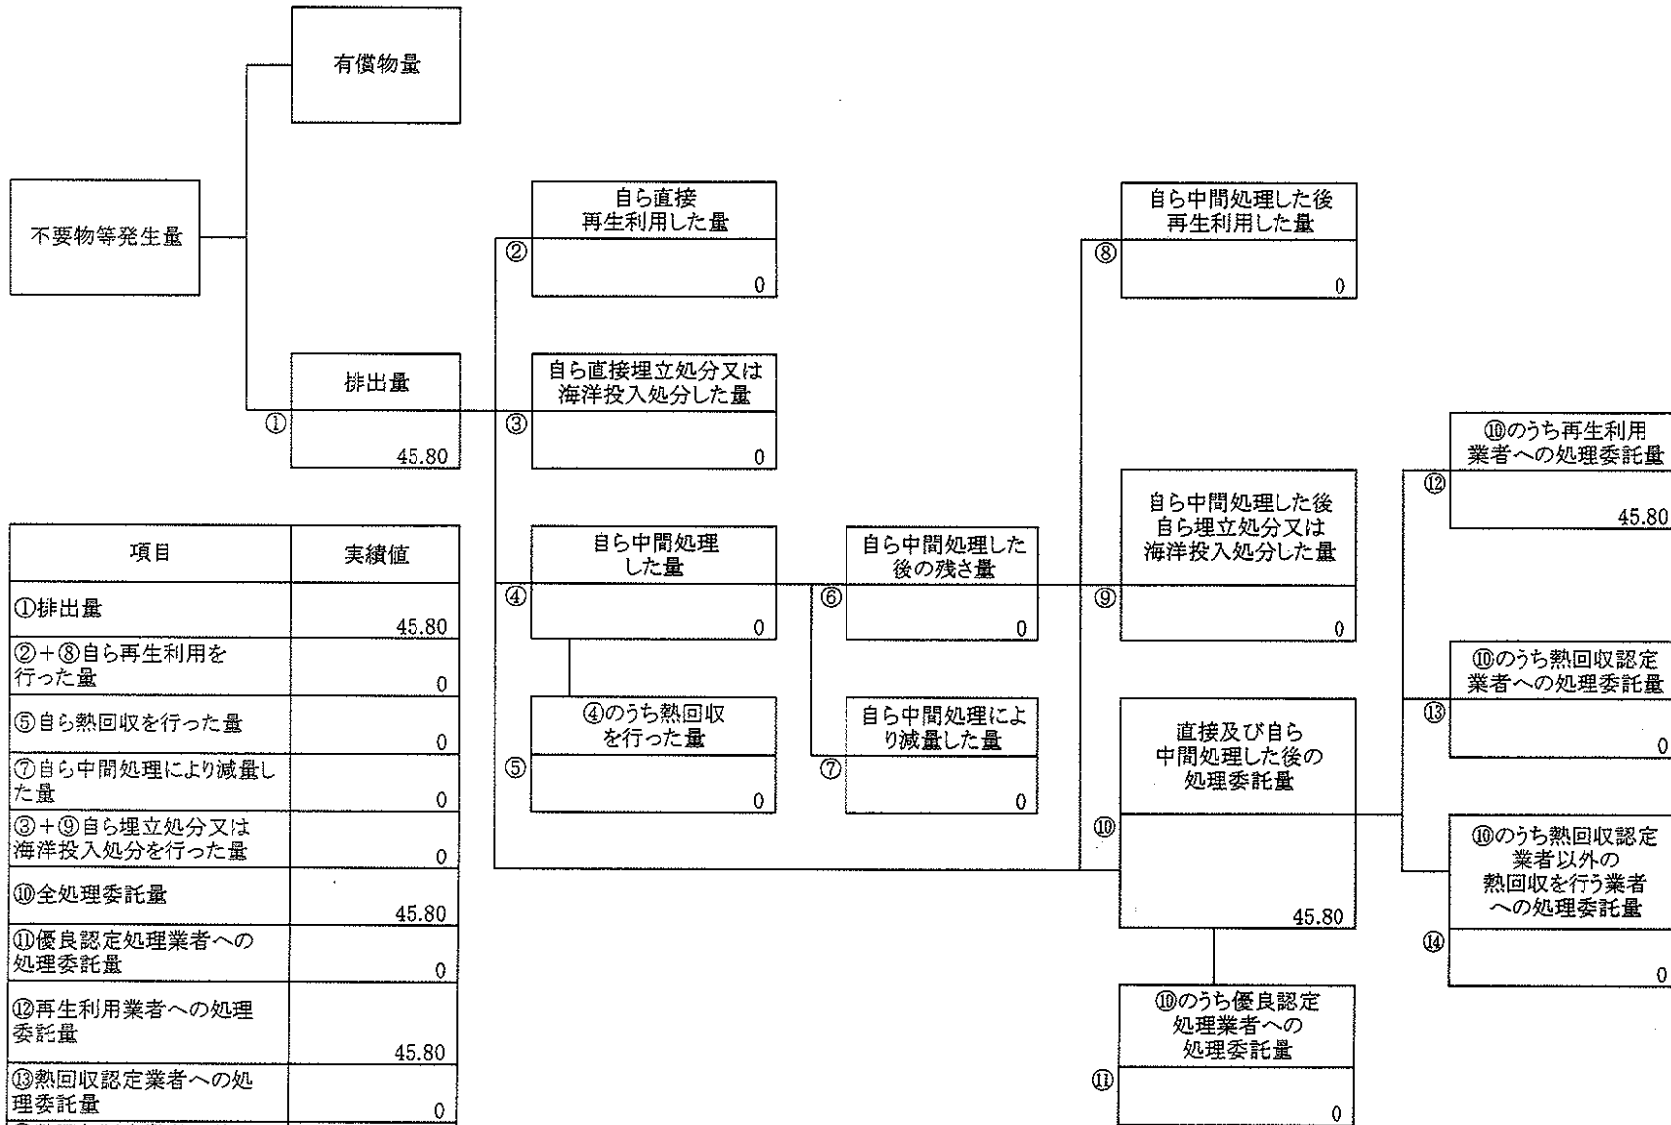 有償物量
不要物等発生量
排出量
①
45.80
自ら直接
再生利用した量
②
0
自ら直接埋立処分又は
海洋投入処分した量
③
0
自ら中間処理
した量
④
0
④のうち熱回収
を行った量
⑤
0
自ら中間処理した
後の残さ量
⑥
0
自ら中間処理によ
り減量した量
⑦
0
自ら中間処理した後
再生利用した量
⑧
0
自ら中間処理した後
自ら埋立処分又は
海洋投入処分した量
⑨
0
直接及び自ら
中間処理した後の
処理委託量
⑩
45.80
⑩のうち優良認定
処理業者への
処理委託量
⑪
0
⑩のうち再生利用
業者への処理委託量
⑫
45.80
⑩のうち熱回収認定
業者への処理委託量
⑬
0
⑩のうち熱回収認定
業者以外の
熱回収を行う業者
への処理委託量
⑭
0
項目 実績値
①排出量 45.80
②+⑧自ら再生利用を
行った量 0
⑤自ら熱回収を行った量 0
⑦自ら中間処理により減量し
た量 0
③+⑨自ら埋立処分又は
海洋投入処分を行った量 0
⑩全処理委託量 45.80
⑪優良認定処理業者への
処理委託量 0
⑫再生利用業者への処理
委託量 45.80
⑬熱回収認定業者への処
理委託量 0